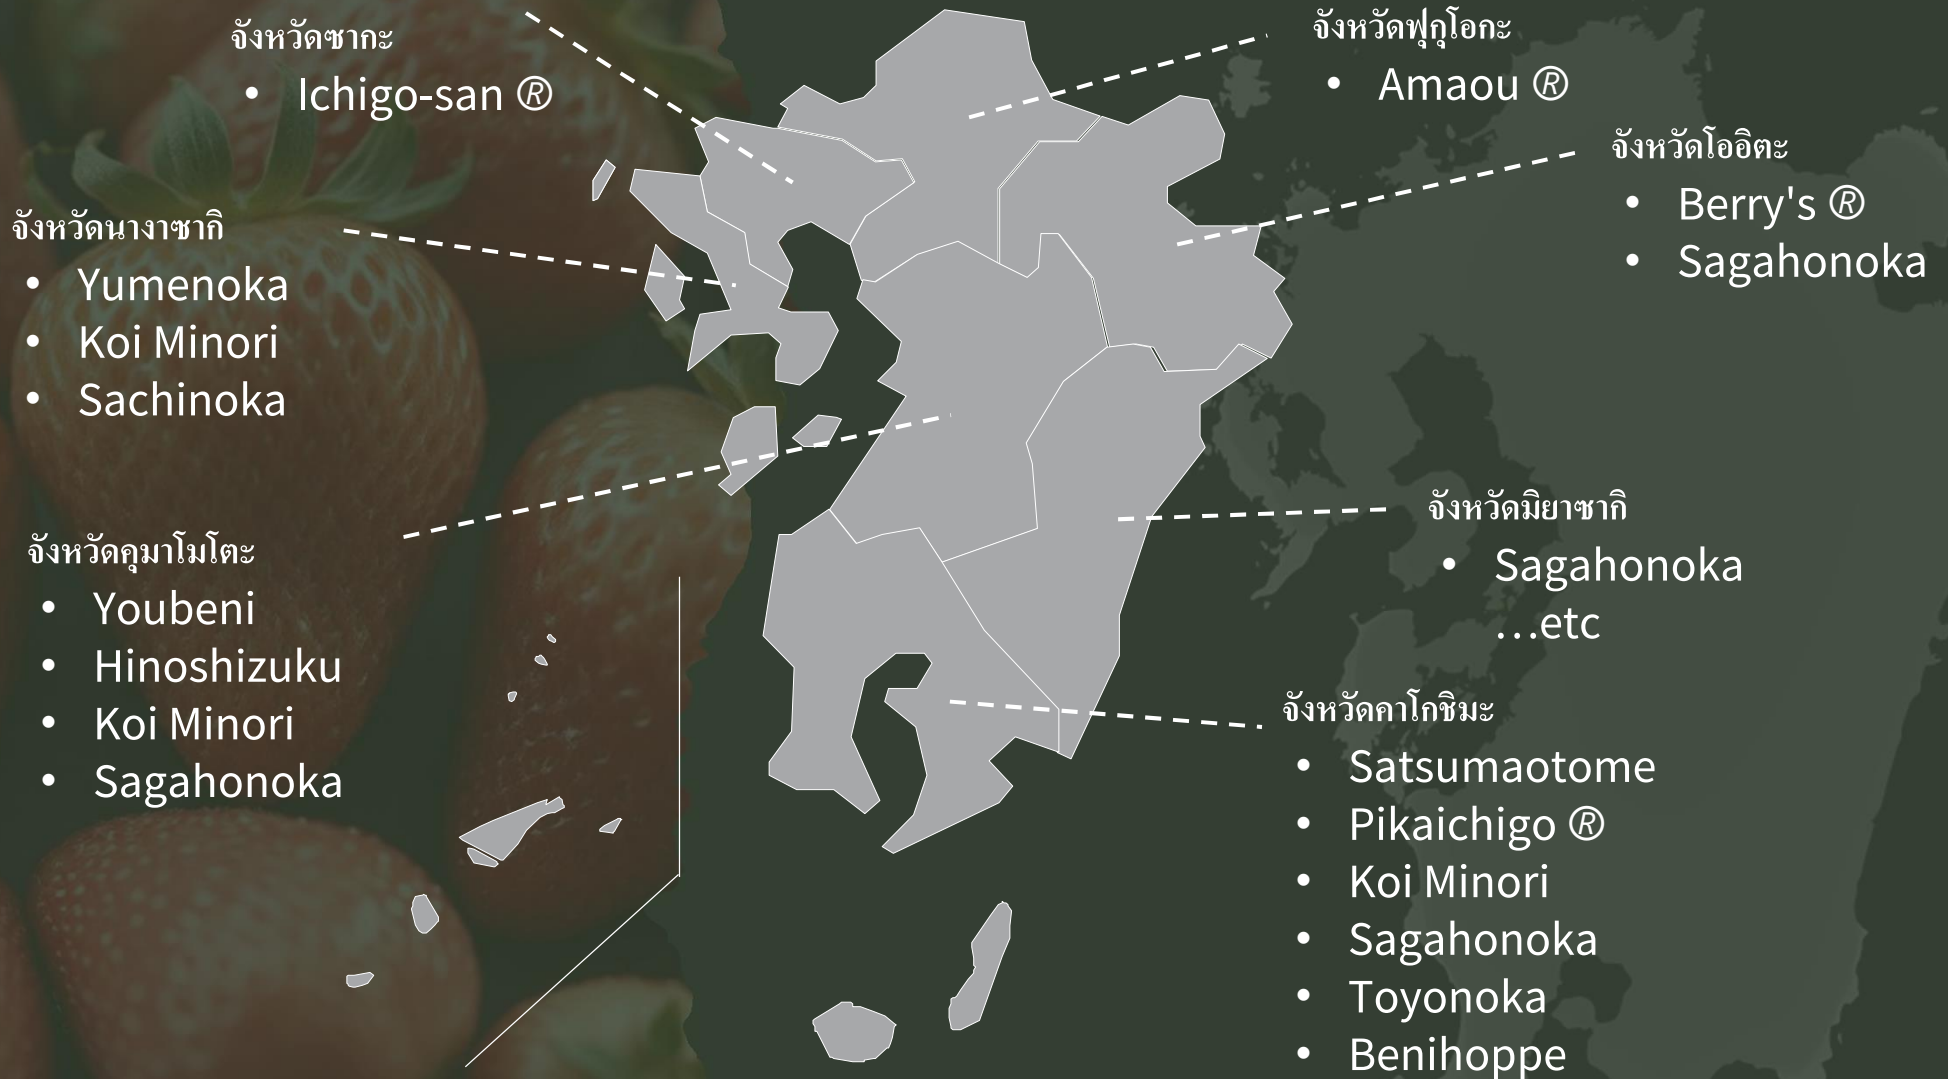 จังหวัดซากะ
• Ichigo-san ®
จังหวัดฟุกุโอกะ
• Amaou ®
จังหวัดโออิตะ
• Berry's ®
• Sagahonoka
จังหวัดนางาซากิ
• Yumenoka
• Koi Minori
• Sachinoka
จังหวัดคุมาโมโตะ
• Youbeni
• Hinoshizuku
• Koi Minori
• Sagahonoka
จังหวัดมิยาซากิ
• Sagahonoka
...etc
จังหวัดคาโกชิมะ
• Satsumaotome
• Pikaichigo ®
• Koi Minori
• Sagahonoka
• Toyonoka
• Benihoppe